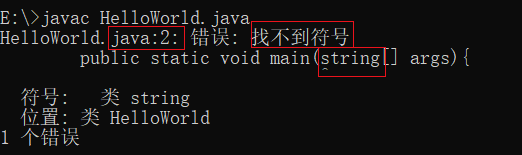 E:\>javac HelloWorld.java
HelloWorld.java:2: 错误: 找不到符号
public static void main(string[] args){
^
符号:   类 string
位置: 类 HelloWorld
1 个错误